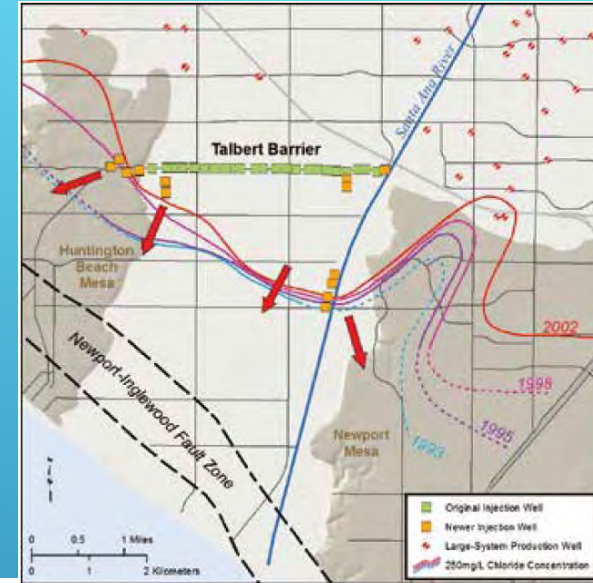 Santa Ana River
Talbert Barrier
Huntington
Beach
Mesa
2002
1998
1995
1993
Newport-Inglewood Fault Zone
Newport
Mesa
0 0.5 1 Miles
0 1 2 Kilometers
Original Injection Well
Newer Injection Well
Large-System Production Well
250mg/L Chloride Concentration